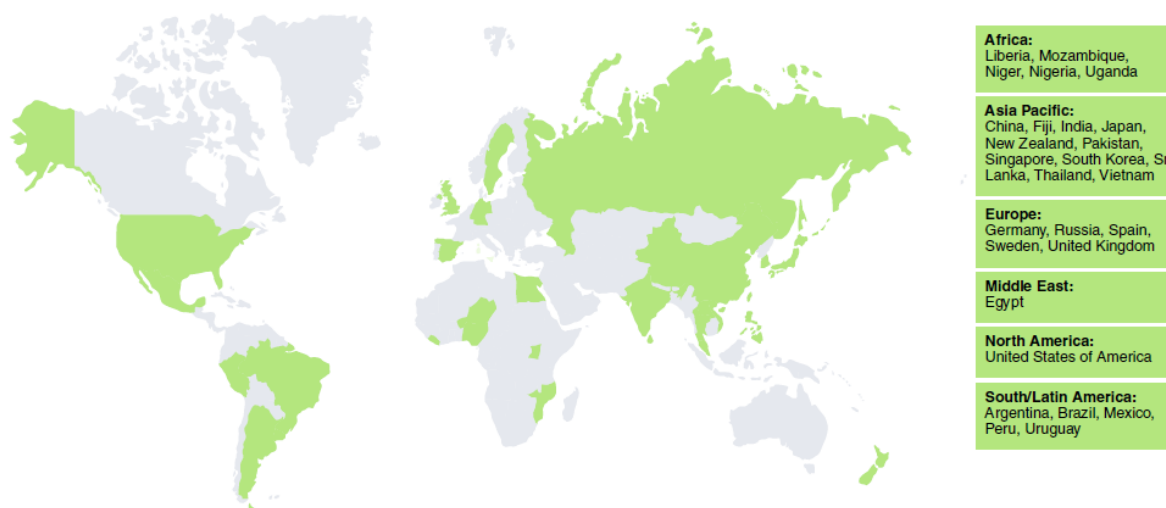 Africa:
Liberia, Mozambique,
Niger, Nigeria, Uganda
Asia Pacific:
China, Fiji, India, Japan,
New Zealand, Pakistan,
Singapore, South Korea, Sr
Lanka, Thailand, Vietnam
Europe:
Germany, Russia, Spain,
Sweden, United Kingdom
Middle East:
Egypt
North America:
United States of America
South/Latin America:
Argentina, Brazil, Mexico,
Peru, Uruguay